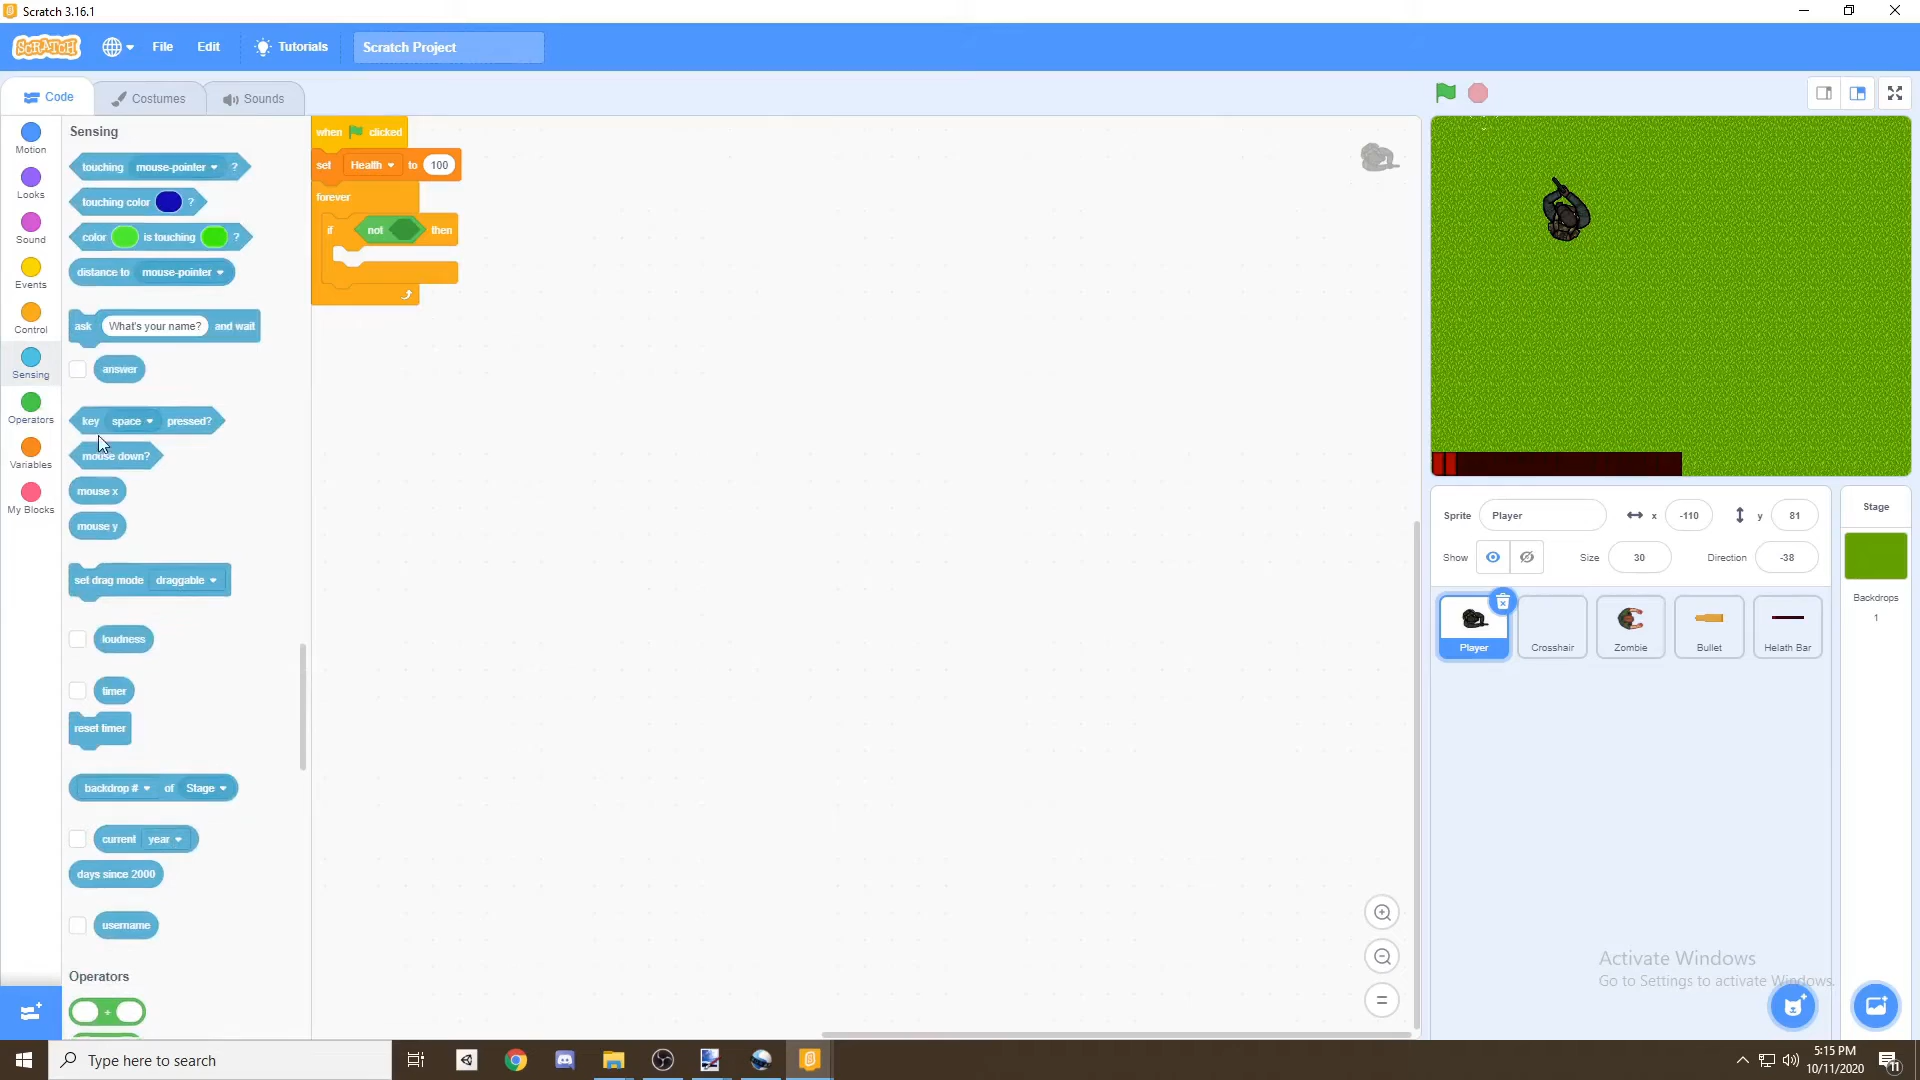 Scratch 3.16.1
SCRATCH File Edit Tutorials Scratch Project
Code Costumes Sounds
Motion
Looks
Sound
Events
Control
Sensing
Operators
Variables
My Blocks
Sensing
touching mouse-pointer ?
touching color ?
color is touching ?
distance to mouse-pointer
ask What's your name? and wait
answer
key space pressed?
mouse down?
mouse x
mouse y
set drag mode draggable
loudness
timer
reset timer
backdrop # of Stage
current year
days since 2000
username
Operators
+
when clicked
set Health to 100
forever
if not then
Sprite Player x -110 y 81
Show Size 30 Direction -38
Player Crosshair Zombie Bullet Helath Bar
Stage
Backdrops
1
Activate Windows
Go to Settings to activate Windows.
Type here to search
5:15 PM
10/11/2020
11